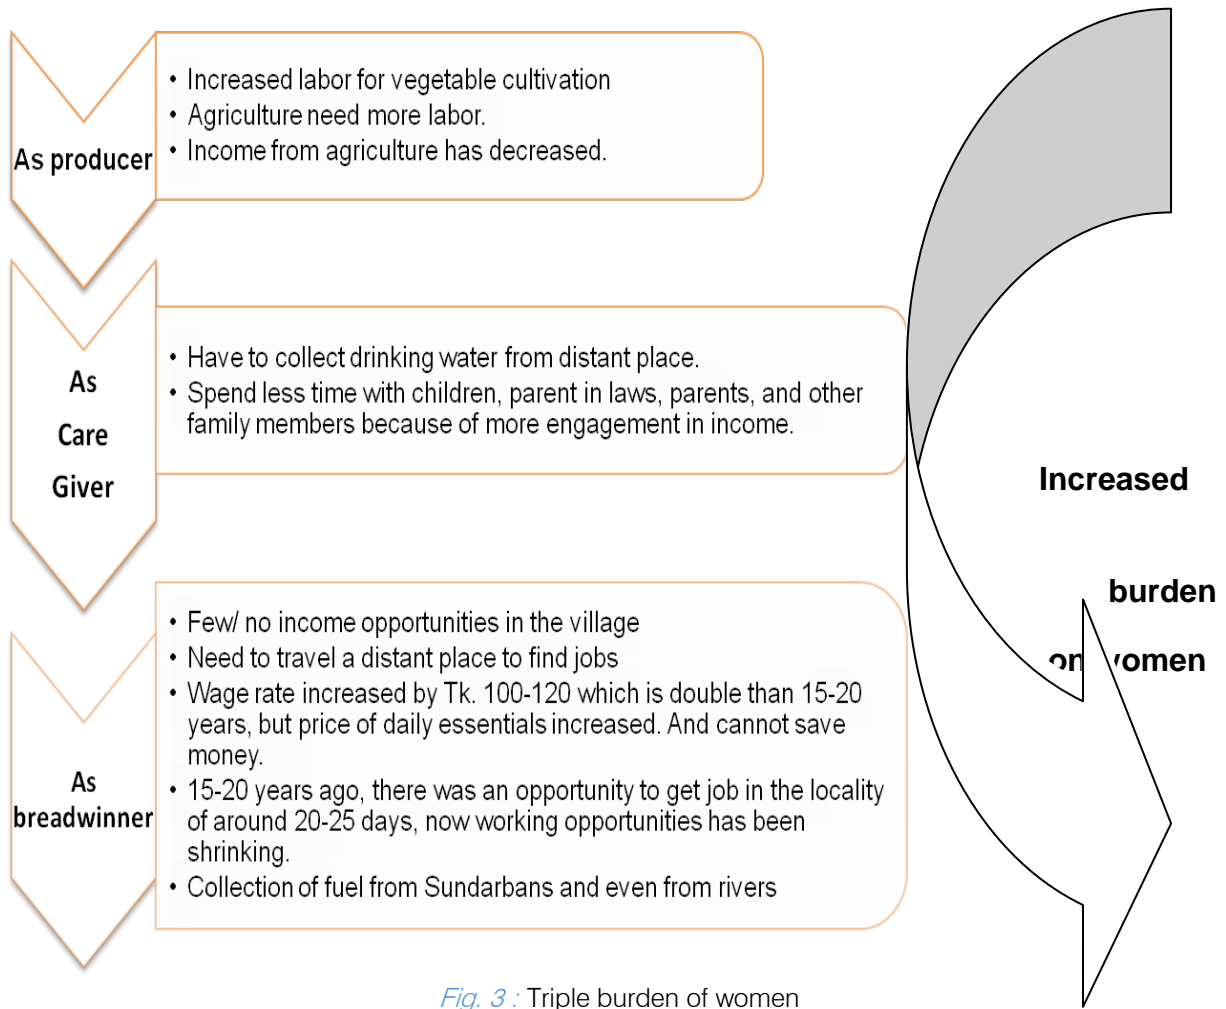 As producer
• Increased labor for vegetable cultivation
• Agriculture need more labor.
• Income from agriculture has decreased.
As
Care
Giver
• Have to collect drinking water from distant place.
• Spend less time with children, parent in laws, parents, and other
family members because of more engagement in income.
As
breadwinner
• Few/ no income opportunities in the village
• Need to travel a distant place to find jobs
• Wage rate increased by Tk. 100-120 which is double than 15-20
years, but price of daily essentials increased. And cannot save
money.
• 15-20 years ago, there was an opportunity to get job in the locality
of around 20-25 days, now working opportunities has been
shrinking.
• Collection of fuel from Sundarbans and even from rivers
Increased
burden
on women
Fig. 3 : Triple burden of women